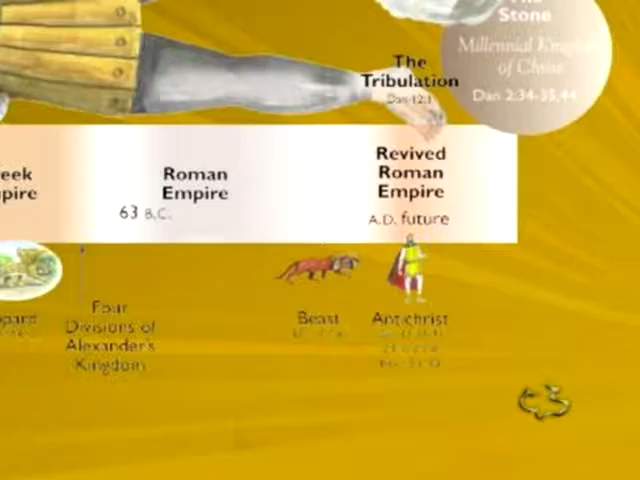 The
Stone
Millennial Kingdom
of Christ
Dan 2:34-35,44
The
Tribulation
Dan 12:1
eek
pire
Roman
Empire
63 B.C.
Revived
Roman
Empire
A.D. future
pard
Four
Divisions of
Alexander's
Kingdom
Beast
Antichrist